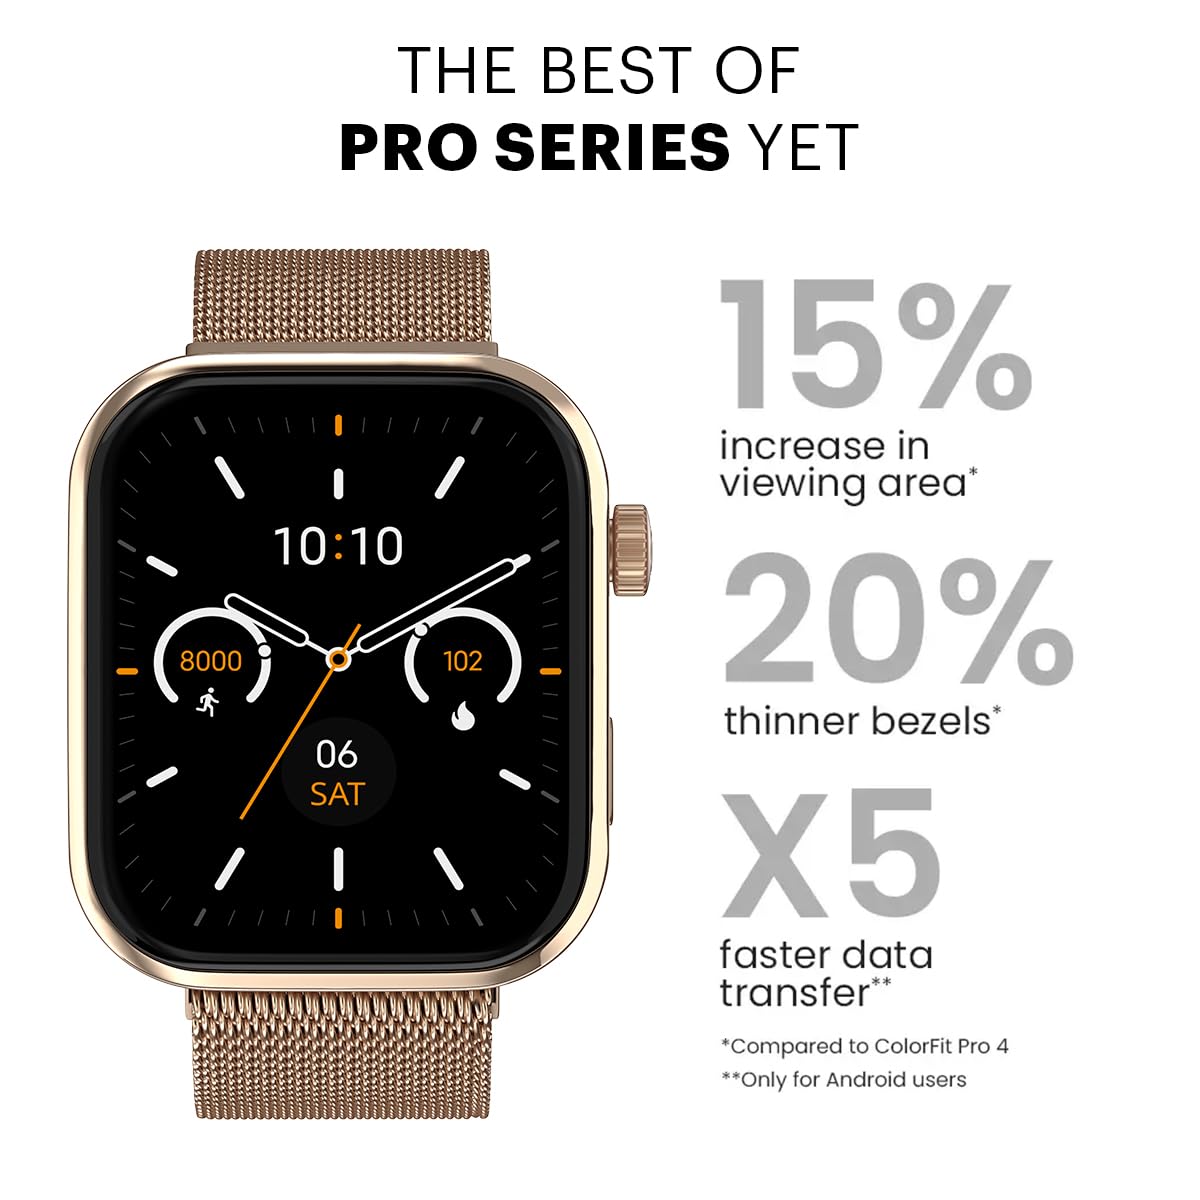 THE BEST OF
PRO SERIES YET
10:10
8000
102
06
SAT
15%
increase in
viewing area*
20%
thinner bezels*
X5
faster data
transfer**
*Compared to ColorFit Pro 4
**Only for Android users